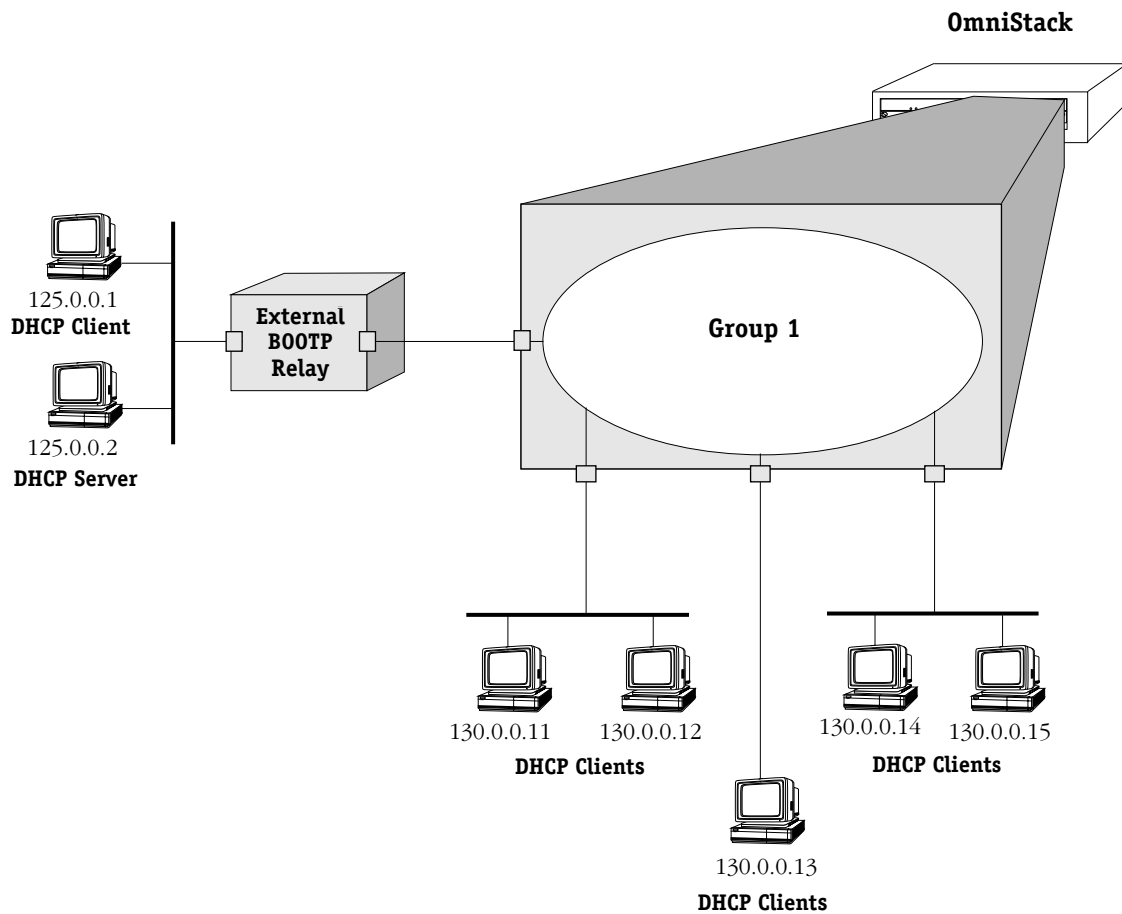 OmniStack
125.0.0.1
DHCP Client
External
BOOTP
Relay
Group 1
125.0.0.2
DHCP Server
130.0.0.11
130.0.0.12
DHCP Clients
130.0.0.14
130.0.0.15
DHCP Clients
130.0.0.13
DHCP Clients